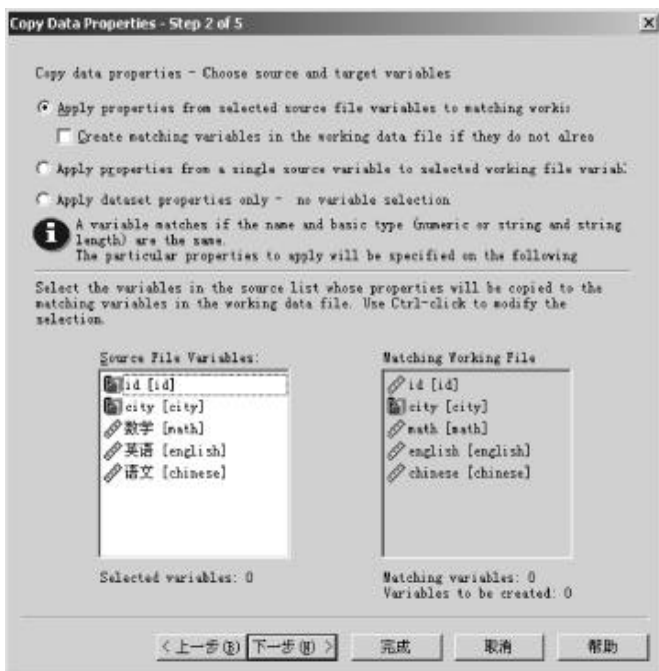 Copy Data Properties - Step 2 of 5
Copy data properties - Choose source and target variables
Apply properties from selected source file variables to matching workin
Create matching variables in the working data file if they do not alrea
Apply properties from a single source variable to selected working file variab
Apply dataset properties only - no variable selection
A variable matches if the name and basic type (numeric or string and string
length) are the same.
The particular properties to apply will be specified on the following
Select the variables in the source list whose properties will be copied to the
matching variables in the working data file. Use Ctrl-click to modify the
selection.
Source File Variables:
id [id]
city [city]
数学 [math]
英语 [english]
语文 [chinese]
Selected variables: 0
Matching Working File
id [id]
city [city]
math [math]
english [english]
chinese [chinese]
Matching variables: 0
Variables to be created: 0
<上一步(B)
下一步(N) >
完成
取消
帮助